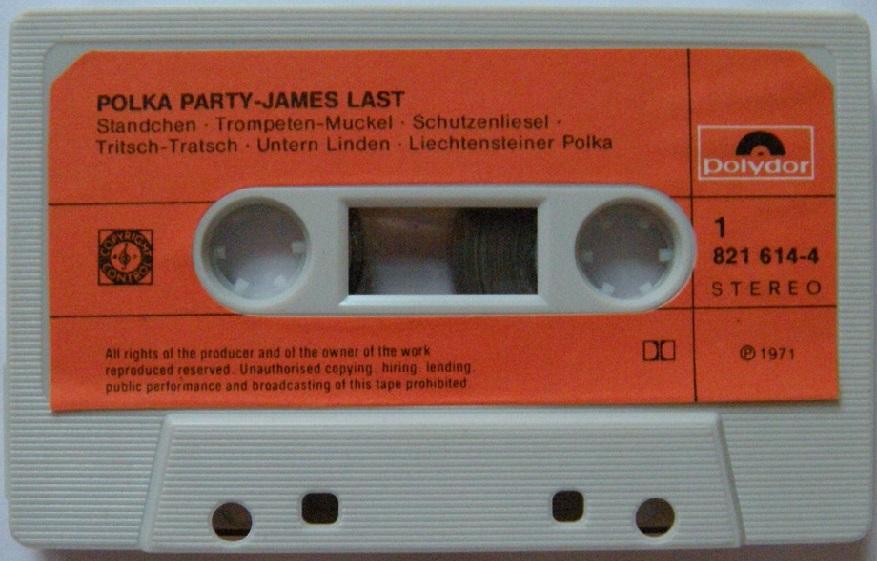 POLKA PARTY-JAMES LAST
Standchen · Trompeten-Muckel · Schutzenliesel ·
Tritsch-Tratsch · Untern Linden · Liechtensteiner Polka
polydor
COPYRIGHT
CONTROL
1
821 614-4
STEREO
All rights of the producer and of the owner of the work
reproduced reserved. Unauthorised copying, hiring, lending,
public performance and broadcasting of this tape prohibited
℗ 1971